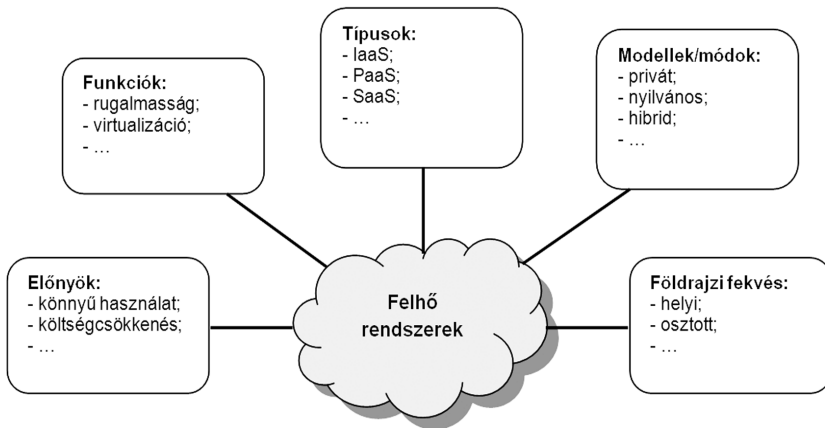 Típusok:
- IaaS;
- PaaS;
- SaaS;
- ...
Funkciók:
- rugalmasság;
- virtualizáció;
- ...
Modellek/módok:
- privát;
- nyilvános;
- hibrid;
- ...
Előnyök:
- könnyű használat;
- költségcsökkenés;
- ...
Felhő
rendszerek
Földrajzi fekvés:
- helyi;
- osztott;
- ...